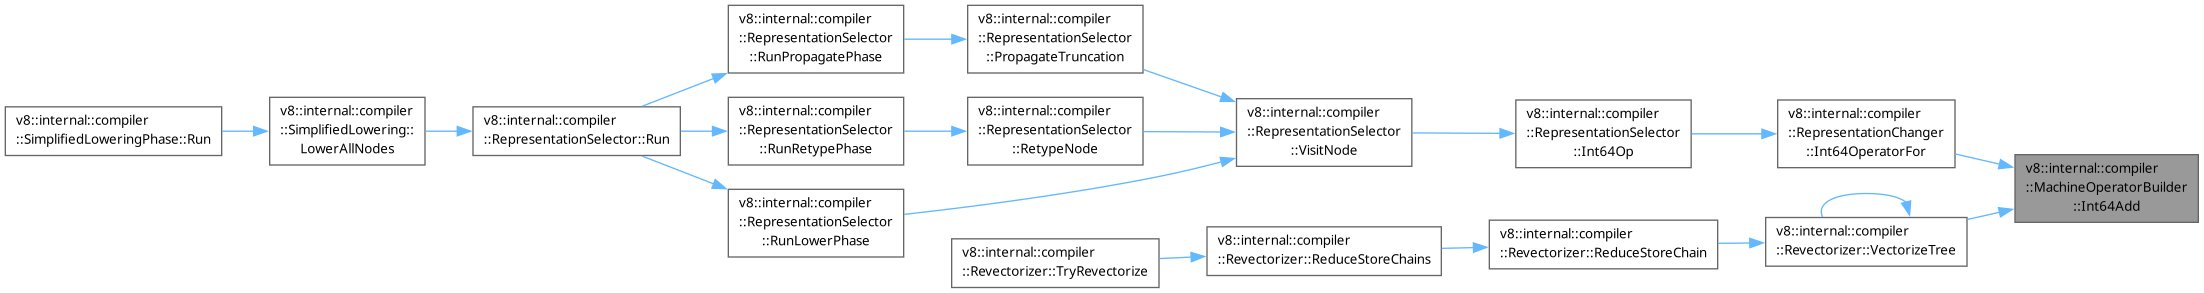 v8::internal::compiler
::SimplifiedLoweringPhase::Run
v8::internal::compiler
::SimplifiedLowering::
LowerAllNodes
v8::internal::compiler
::RepresentationSelector::Run
v8::internal::compiler
::RepresentationSelector
::RunPropagatePhase
v8::internal::compiler
::RepresentationSelector
::PropagateTruncation
v8::internal::compiler
::RepresentationSelector
::RunRetypePhase
v8::internal::compiler
::RepresentationSelector
::RetypeNode
v8::internal::compiler
::RepresentationSelector
::RunLowerPhase
v8::internal::compiler
::RepresentationSelector
::VisitNode
v8::internal::compiler
::RepresentationSelector
::Int64Op
v8::internal::compiler
::RepresentationChanger
::Int64OperatorFor
v8::internal::compiler
::MachineOperatorBuilder
::Int64Add
v8::internal::compiler
::Revectorizer::TryRevectorize
v8::internal::compiler
::Revectorizer::ReduceStoreChains
v8::internal::compiler
::Revectorizer::ReduceStoreChain
v8::internal::compiler
::Revectorizer::VectorizeTree